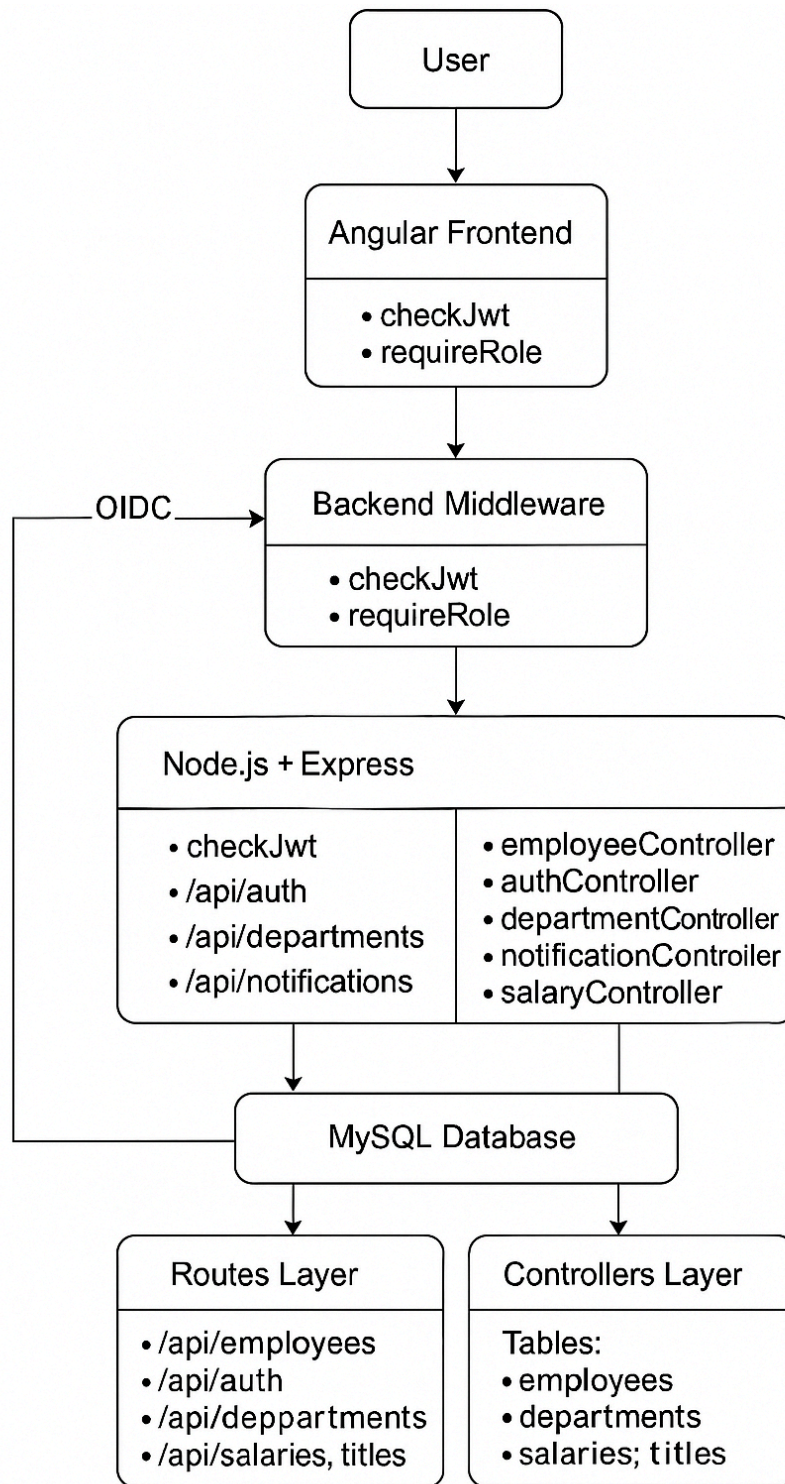 User
Angular Frontend
• checkJwt
• requireRole
OIDC
Backend Middleware
• checkJwt
• requireRole
Node.js + Express
• checkJwt
• /api/auth
• /api/departments
• /api/notifications
• employeeController
• authController
• departmentController
• notificationController
• salaryController
MySQL Database
Routes Layer
• /api/employees
• /api/auth
• /api/deppartments
• /api/salaries, titles
Controllers Layer
Tables:
• employees
• departments
• salaries; titles